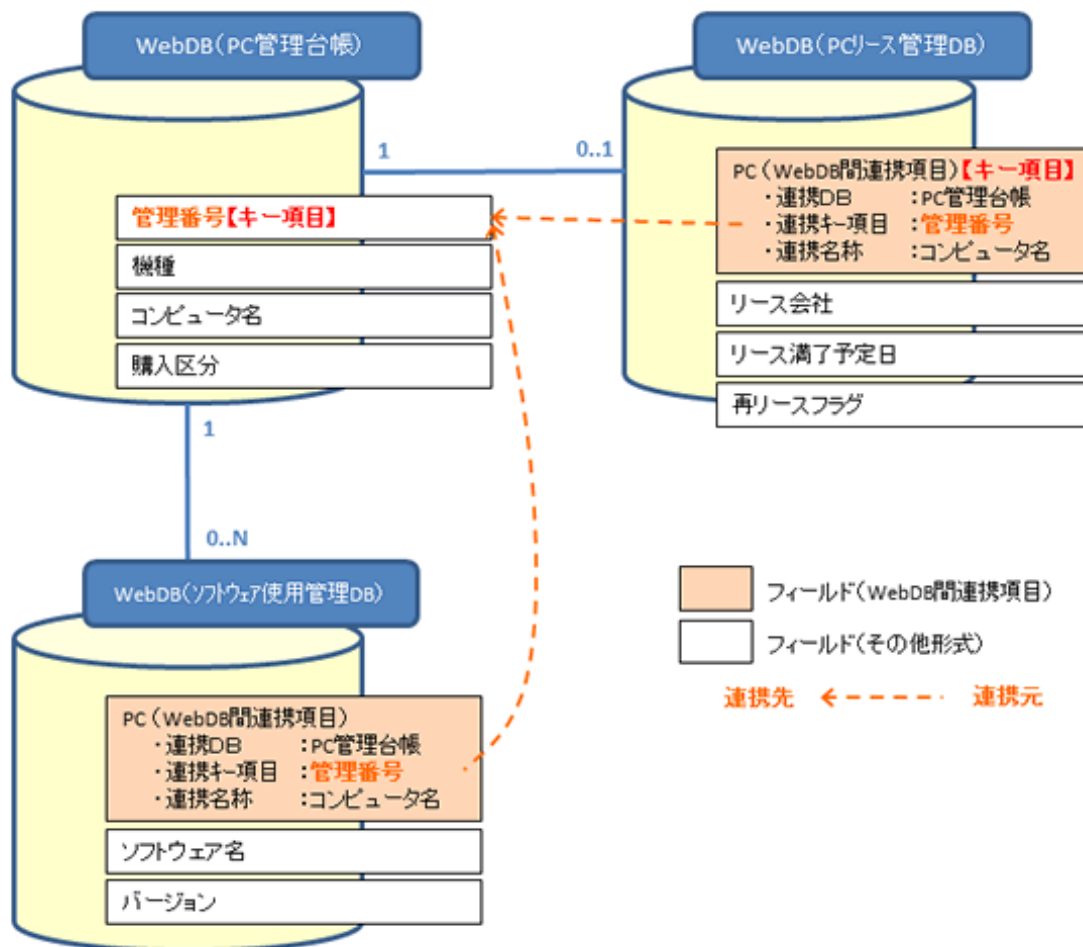 WebDB(PC管理台帳)
WebDB(PCリース管理DB)
1
0..1
管理番号【キー項目】
機種
コンピュータ名
購入区分
PC(WebDB間連携項目)【キー項目】
・連携DB :PC管理台帳
・連携キー項目 :管理番号
・連携名称 :コンピュータ名
リース会社
リース満了予定日
再リースフラグ
1
0..N
WebDB(ソフトウェア使用管理DB)
PC(WebDB間連携項目)
・連携DB :PC管理台帳
・連携キー項目 :管理番号
・連携名称 :コンピュータ名
ソフトウェア名
バージョン
フィールド(WebDB間連携項目)
フィールド(その他形式)
連携先 連携元